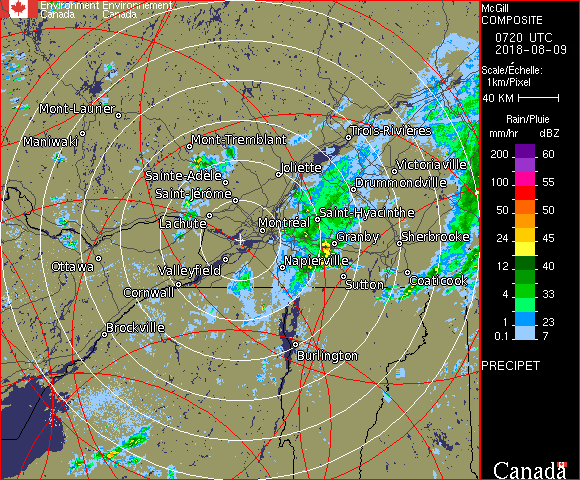 Environment Environnement
Canada Canada
McGill
COMPOSITE
0720 UTC
2018-08-09
Scale/Échelle:
1km/Pixel
40 KM
Rain/Pluie
mm/hr dBZ
200 60
100 55
50 50
24 45
12 40
4 33
1 23
0.1 7
PRECIPET
Mont-Laurier
Maniwaki
Mont-Tremblant
Trois-Rivières
Sainte-Adèle
Joliette
Victoriaville
Saint-Jérôme
Drummondville
Lachute
Montréal
Saint-Hyacinthe
Granby
Sherbrooke
Ottawa
Valleyfield
Napierville
Cornwall
Sutton
Coaticook
Brockville
Burlington
Canada